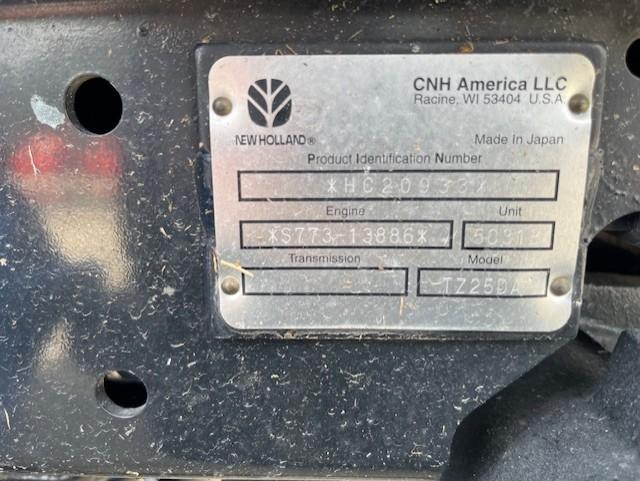 CNH America LLC
Racine, WI 53404 U.S.A.
NEW HOLLAND®
Made In Japan
Product Identification Number
*HC20933*
Engine Unit
*S773-13886*
Transmission Model
TZ25DA